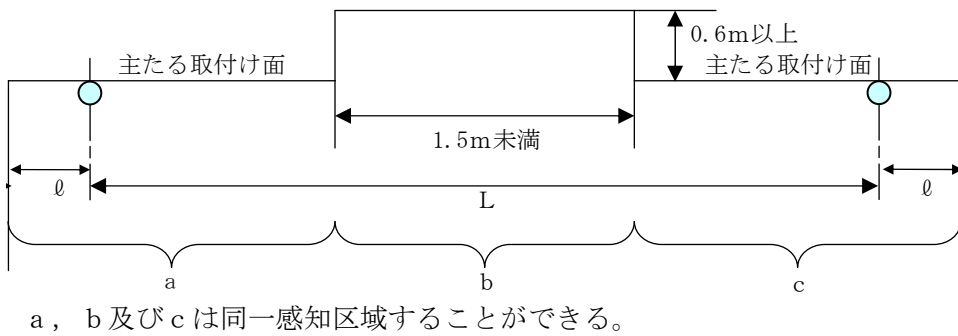 0.6m以上
主たる取付け面
主たる取付け面
1.5m未満
ℓ
L
ℓ
a
b
c
a， b及びcは同一感知区域することができる。